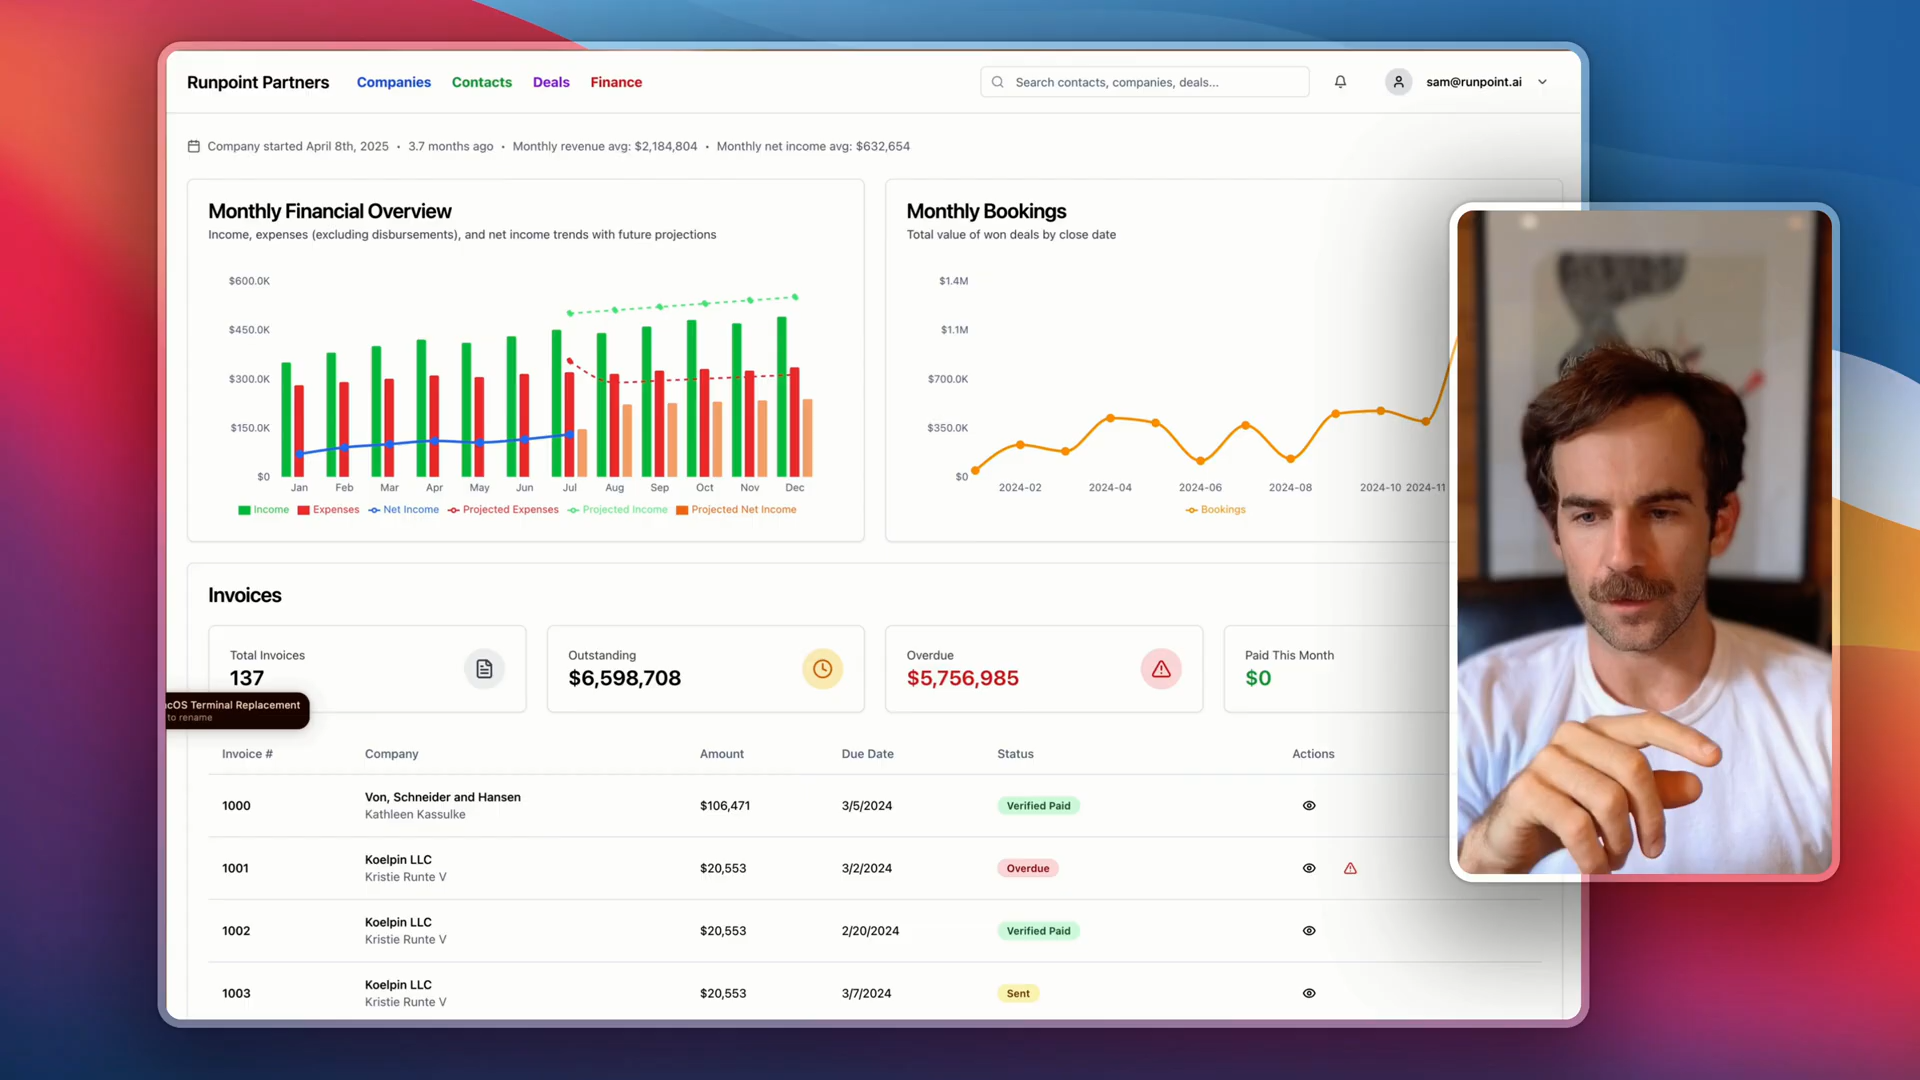 Runpoint Partners Companies Contacts Deals Finance Search contacts, companies, deals... sam@runpoint.ai
Company started April 8th, 2025 • 3.7 months ago • Monthly revenue avg: $2,184,804 • Monthly net income avg: $632,654
Monthly Financial Overview
Income, expenses (excluding disbursements), and net income trends with future projections
$600.0K
$450.0K
$300.0K
$150.0K
$0
Jan Feb Mar Apr May Jun Jul Aug Sep Oct Nov Dec
Income Expenses Net Income Projected Expenses Projected Income Projected Net Income
Monthly Bookings
Total value of won deals by close date
$1.4M
$1.1M
$700.0K
$350.0K
$0
2024-02 2024-04 2024-06 2024-08 2024-10 2024-11
Bookings
Invoices
Total Invoices
137
Outstanding
$6,598,708
Overdue
$5,756,985
Paid This Month
$0
cOS Terminal Replacement
to rename
Invoice # Company Amount Due Date Status Actions
1000 Von, Schneider and Hansen $106,471 3/5/2024 Verified Paid
Kathleen Kassulke
1001 Koelpin LLC $20,553 3/2/2024 Overdue
Kristie Runte V
1002 Koelpin LLC $20,553 2/20/2024 Verified Paid
Kristie Runte V
1003 Koelpin LLC $20,553 3/7/2024 Sent
Kristie Runte V